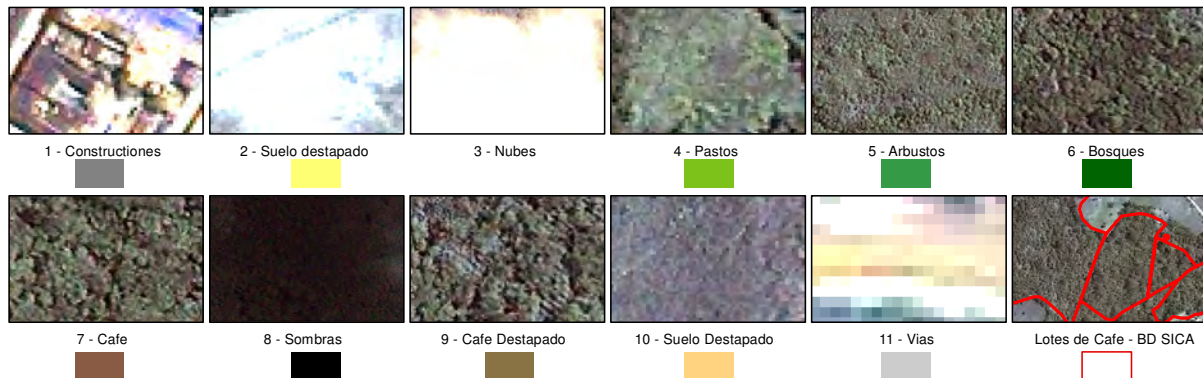 1 - Constructiones
2 - Suelo destapado
3 - Nubes
4 - Pastos
5 - Arbustos
6 - Bosques
7 - Cafe
8 - Sombras
9 - Cafe Destapado
10 - Suelo Destapado
11 - Vias
Lotes de Cafe - BD SICA